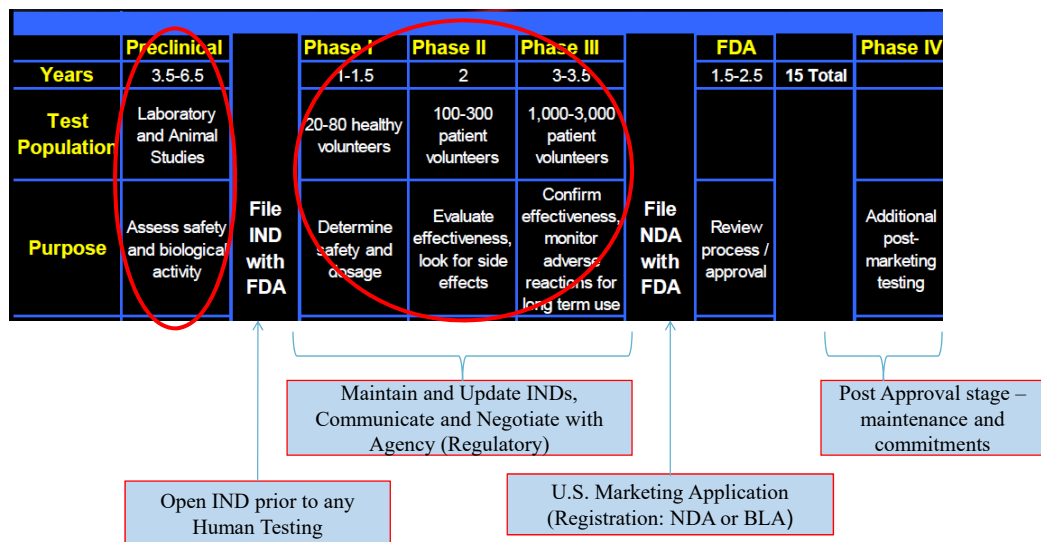 Preclinical Phase I Phase II Phase III FDA Phase IV
Years 3.5-6.5 1-1.5 2 3-3.5 1.5-2.5 15 Total
Test
Population
Laboratory
and Animal
Studies
20-80 healthy
volunteers
100-300
patient
volunteers
1,000-3,000
patient
volunteers
Purpose
Assess safety
and biological
activity
File
IND
with
FDA
Determine
safety and
dosage
Evaluate
effectiveness,
look for side
effects
Confirm
effectiveness,
monitor
adverse
reactions for
long term use
File
NDA
with
FDA
Review
process /
approval
Additional
post-
marketing
testing
Maintain and Update INDs,
Communicate and Negotiate with
Agency (Regulatory)
Post Approval stage –
maintenance and
commitments
Open IND prior to any
Human Testing
U.S. Marketing Application
(Registration: NDA or BLA)